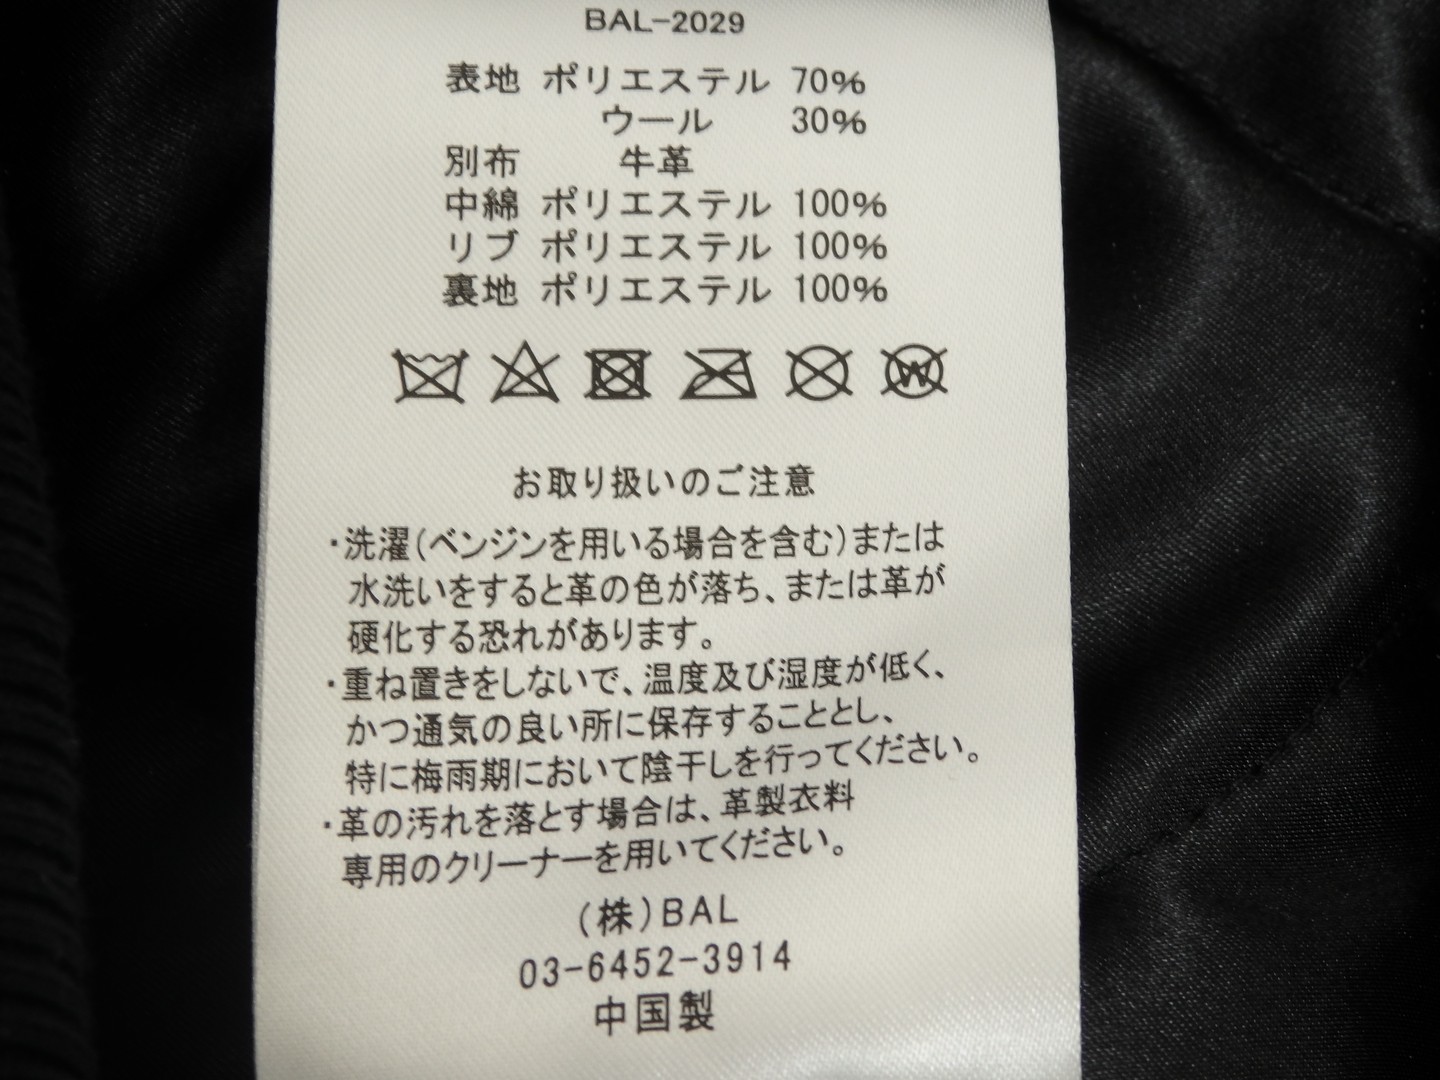 BAL-2029
表地 ポリエステル 70%
ウール 30%
別布 牛革
中綿 ポリエステル 100%
リブ ポリエステル 100%
裏地 ポリエステル 100%
W
お取り扱いのご注意
・洗濯(ベンジンを用いる場合を含む)または
水洗いをすると革の色が落ち、または革が
硬化する恐れがあります。
・重ね置きをしないで、温度及び湿度が低く、
かつ通気の良い所に保存することとし、
特に梅雨期において陰干しを行ってください。
・革の汚れを落とす場合は、革製衣料
専用のクリーナーを用いてください。
(株)BAL
03-6452-3914
中国製